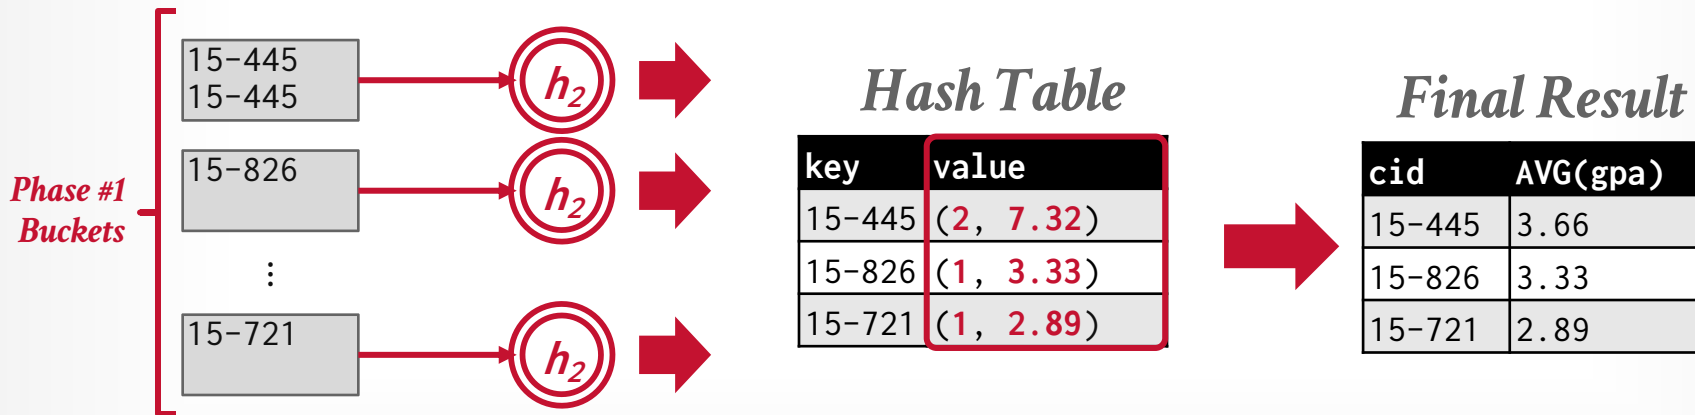 Phase #1
Buckets
15-445
15-445
15-826
⋮
15-721
h2
h2
h2
Hash Table
key value
15-445 (2, 7.32)
15-826 (1, 3.33)
15-721 (1, 2.89)
Final Result
cid AVG(gpa)
15-445 3.66
15-826 3.33
15-721 2.89